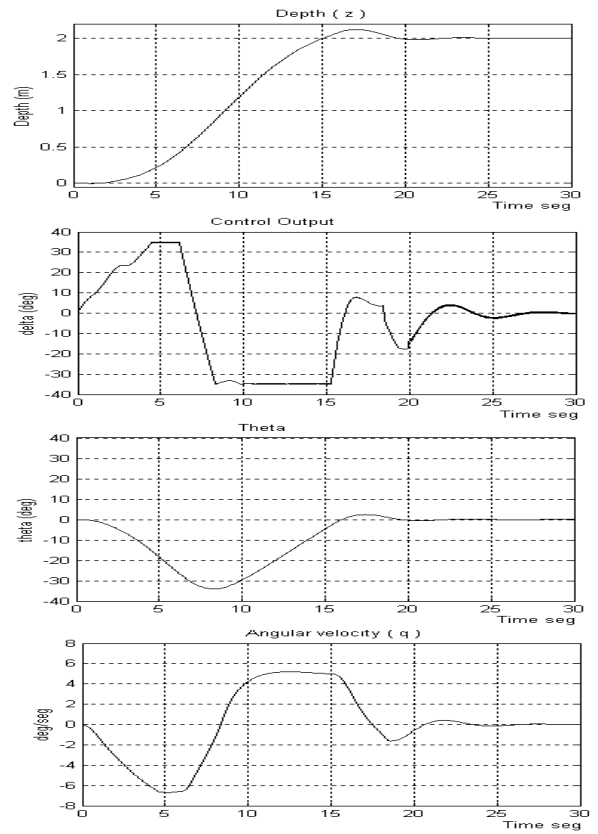 Depth ( z )
2
1.5
1
0.5
0
Depth (m)
0 5 10 15 20 25 30
Time seg
Control Output
40
30
20
10
0
-10
-20
-30
-40
delta (deg)
0 5 10 15 20 25 30
Time seg
Theta
40
30
20
10
0
-10
-20
-30
-40
theta (deg)
0 5 10 15 20 25 30
Time seg
Angular velocity ( q )
8
6
4
2
0
-2
-4
-6
-8
deg/seg
0 5 10 15 20 25 30
Time seg